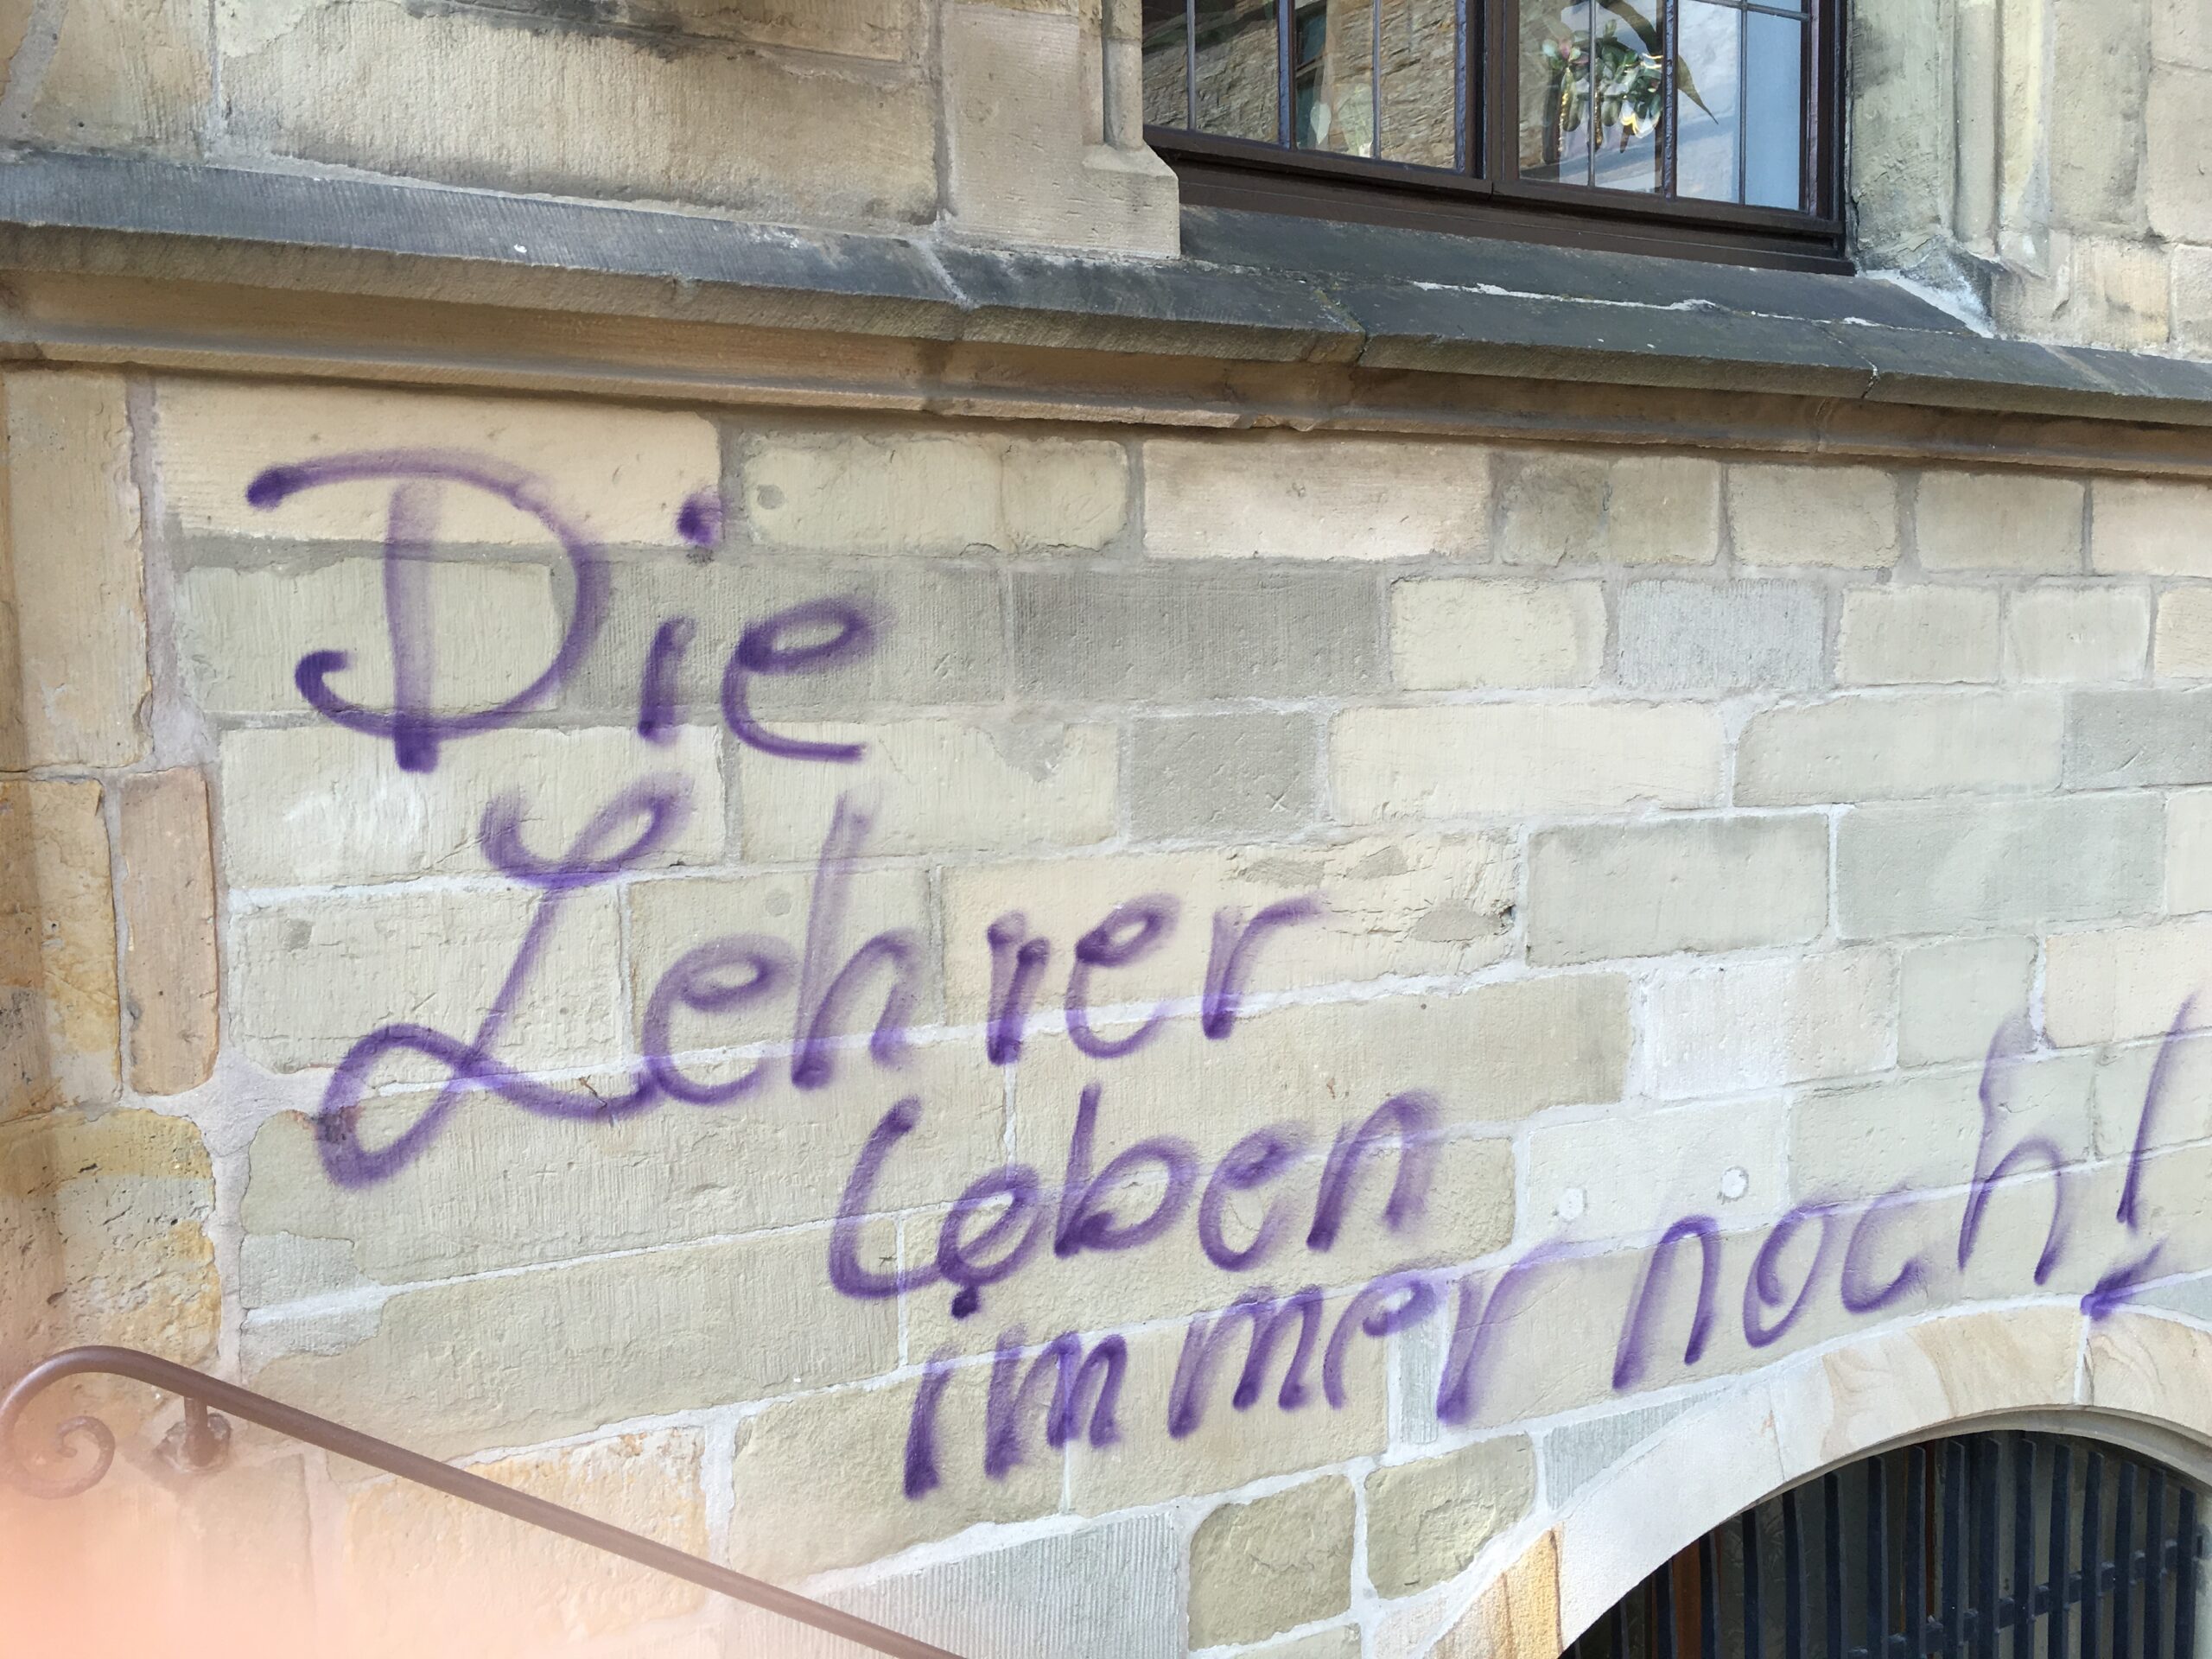 Die
Lehrer
leben
immer noch!